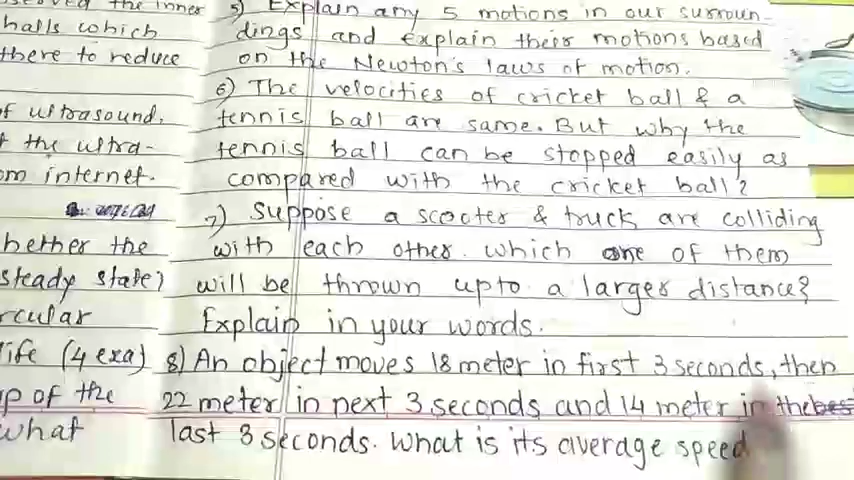 the inner
halls which
there to reduce
of ultrasound.
the ultra-
om internet.
hether the
steady state?
rcular
life (4 exa)
p of the
what
5) Explain any 5 motions in our surroun-
dings and explain their motions based
on the Newton's laws of motion.
6) The velocities of cricket ball & a
tennis ball are same. But why the
tennis ball can be stopped easily as
compared with the cricket ball?
7) Suppose a scooter & truck are colliding
with each other. which one of them
will be thrown upto a larger distance?
Explain in your words.
8) An object moves 18 meter in first 3 seconds, then
22 meter in next 3 seconds and 14 meter in the
last 3 seconds. What is its average speed